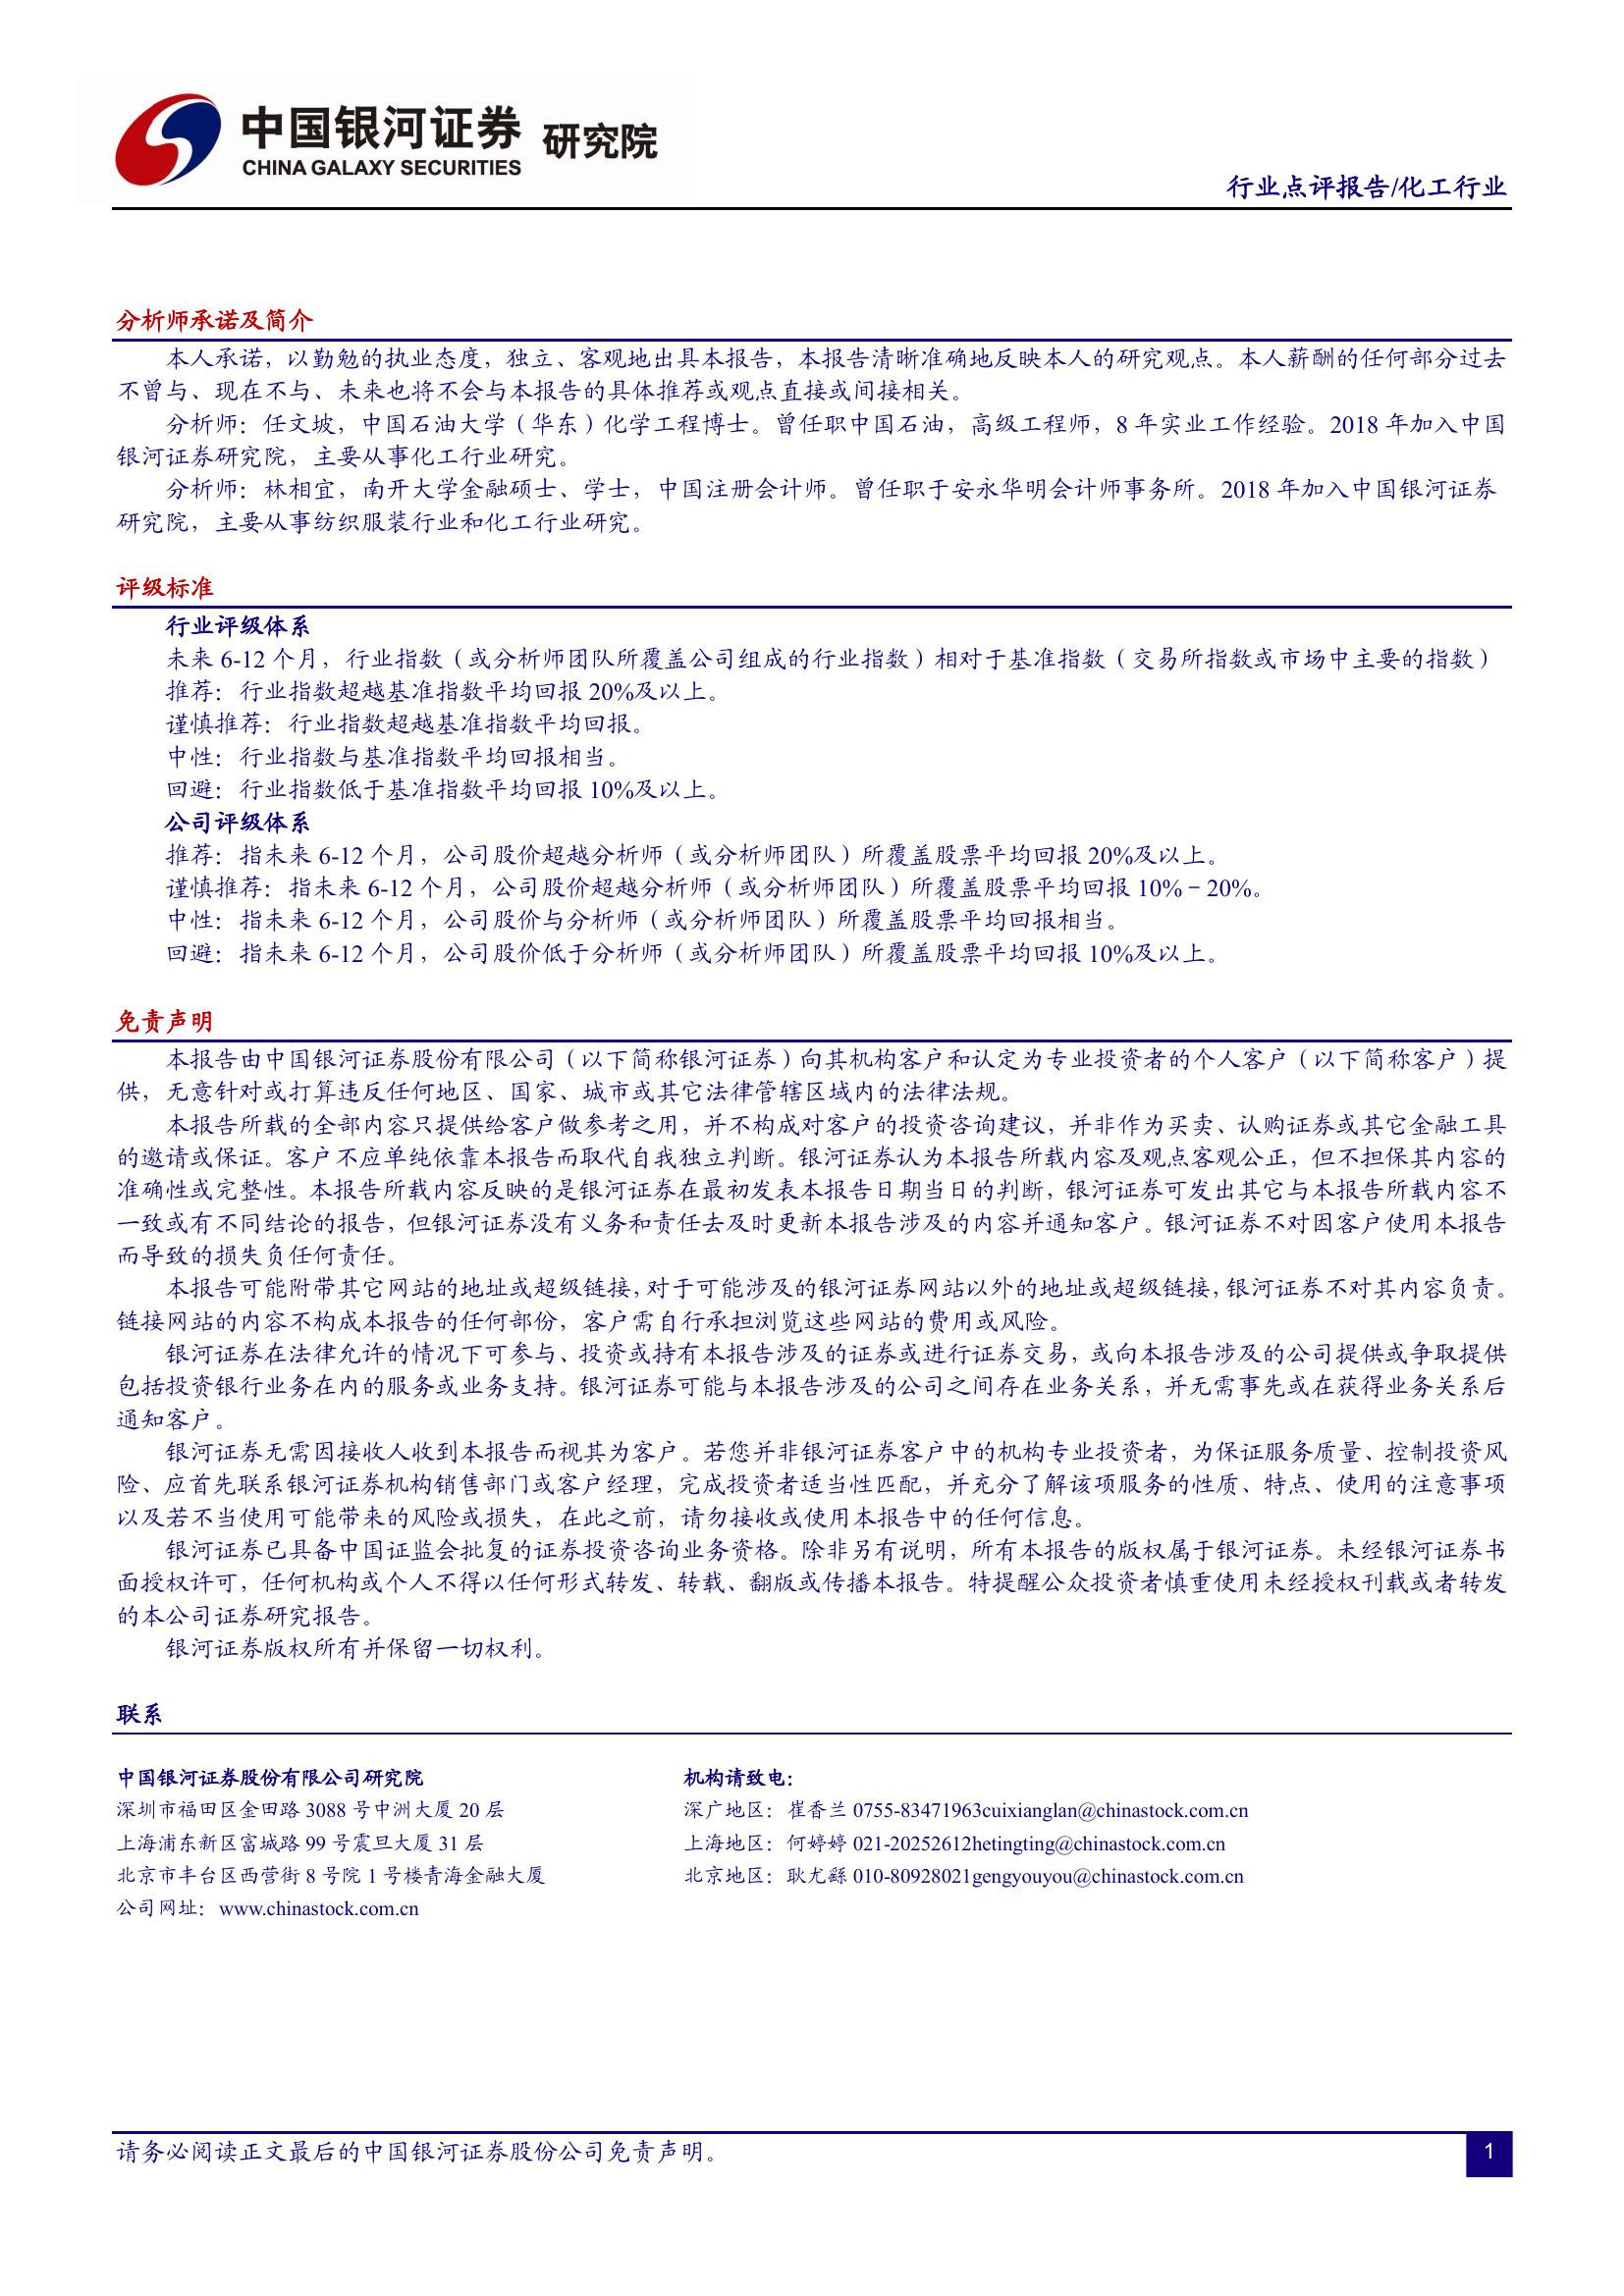 中国银河证券 研究院
CHINA GALAXY SECURITIES
行业点评报告/化工行业
分析师承诺及简介
本人承诺，以勤勉的执业态度，独立、客观地出具本报告，本报告清晰准确地反映本人的研究观点。本人薪酬的任何部分过去
不曾与、现在不与、未来也将不会与本报告的具体推荐或观点直接或间接相关。
分析师：任文坡，中国石油大学（华东）化学工程博士。曾任职中国石油，高级工程师，8 年实业工作经验。2018 年加入中国
银河证券研究院，主要从事化工行业研究。
分析师：林相宜，南开大学金融硕士、学士，中国注册会计师。曾任职于安永华明会计师事务所。2018 年加入中国银河证券
研究院，主要从事纺织服装行业和化工行业研究。
评级标准
行业评级体系
未来 6-12 个月，行业指数（或分析师团队所覆盖公司组成的行业指数）相对于基准指数（交易所指数或市场中主要的指数）
推荐：行业指数超越基准指数平均回报 20%及以上。
谨慎推荐：行业指数超越基准指数平均回报。
中性：行业指数与基准指数平均回报相当。
回避：行业指数低于基准指数平均回报 10%及以上。
公司评级体系
推荐：指未来 6-12 个月，公司股价超越分析师（或分析师团队）所覆盖股票平均回报 20%及以上。
谨慎推荐：指未来 6-12 个月，公司股价超越分析师（或分析师团队）所覆盖股票平均回报 10%－20%。
中性：指未来 6-12 个月，公司股价与分析师（或分析师团队）所覆盖股票平均回报相当。
回避：指未来 6-12 个月，公司股价低于分析师（或分析师团队）所覆盖股票平均回报 10%及以上。
免责声明
本报告由中国银河证券股份有限公司（以下简称银河证券）向其机构客户和认定为专业投资者的个人客户（以下简称客户）提
供，无意针对或打算违反任何地区、国家、城市或其它法律管辖区域内的法律法规。
本报告所载的全部内容只提供给客户做参考之用，并不构成对客户的投资咨询建议，并非作为买卖、认购证券或其它金融工具
的邀请或保证。客户不应单纯依靠本报告而取代自我独立判断。银河证券认为本报告所载内容及观点客观公正，但不担保其内容的
准确性或完整性。本报告所载内容反映的是银河证券在最初发表本报告日期当日的判断，银河证券可发出其它与本报告所载内容不
一致或有不同结论的报告，但银河证券没有义务和责任去及时更新本报告涉及的内容并通知客户。银河证券不对因客户使用本报告
而导致的损失负任何责任。
本报告可能附带其它网站的地址或超级链接，对于可能涉及的银河证券网站以外的地址或超级链接，银河证券不对其内容负责。
链接网站的内容不构成本报告的任何部份，客户需自行承担浏览这些网站的费用或风险。
银河证券在法律允许的情况下可参与、投资或持有本报告涉及的证券或进行证券交易，或向本报告涉及的公司提供或争取提供
包括投资银行业务在内的服务或业务支持。银河证券可能与本报告涉及的公司之间存在业务关系，并无需事先或在获得业务关系后
通知客户。
银河证券无需因接收人收到本报告而视其为客户。若您并非银河证券客户中的机构专业投资者，为保证服务质量、控制投资风
险、应首先联系银河证券机构销售部门或客户经理，完成投资者适当性匹配，并充分了解该项服务的性质、特点、使用的注意事项
以及若不当使用可能带来的风险或损失，在此之前，请勿接收或使用本报告中的任何信息。
银河证券已具备中国证监会批复的证券投资咨询业务资格。除非另有说明，所有本报告的版权属于银河证券。未经银河证券书
面授权许可，任何机构或个人不得以任何形式转发、转载、翻版或传播本报告。特提醒公众投资者慎重使用未经授权刊载或者转发
的本公司证券研究报告。
银河证券版权所有并保留一切权利。
联系
中国银河证券股份有限公司研究院
深圳市福田区金田路 3088 号中洲大厦 20 层
上海浦东新区富城路 99 号震旦大厦 31 层
北京市丰台区西营街 8 号院 1 号楼青海金融大厦
公司网址：www.chinastock.com.cn
机构请致电：
深广地区：崔香兰 0755-83471963cuixianglan@chinastock.com.cn
上海地区：何婷婷 021-20252612hetingting@chinastock.com.cn
北京地区：耿尤繇 010-80928021gengyouyou@chinastock.com.cn
请务必阅读正文最后的中国银河证券股份公司免责声明。
1